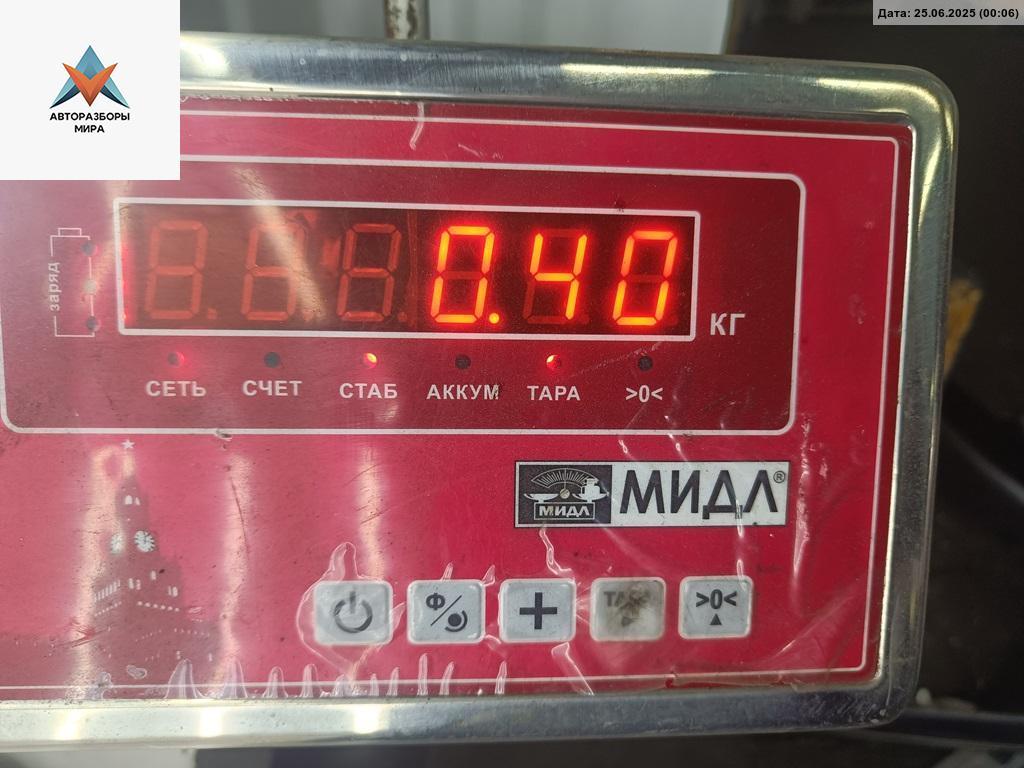 Дата: 25.06.2025 (00:06)
АВТОРАЗБОРЫ
МИРА
заряд
0.40
КГ
СЕТЬ СЧЕТ СТАБ АККУМ ТАРА >0<
МИДЛ МИДЛ®
Ф/ + ТАРА >0<